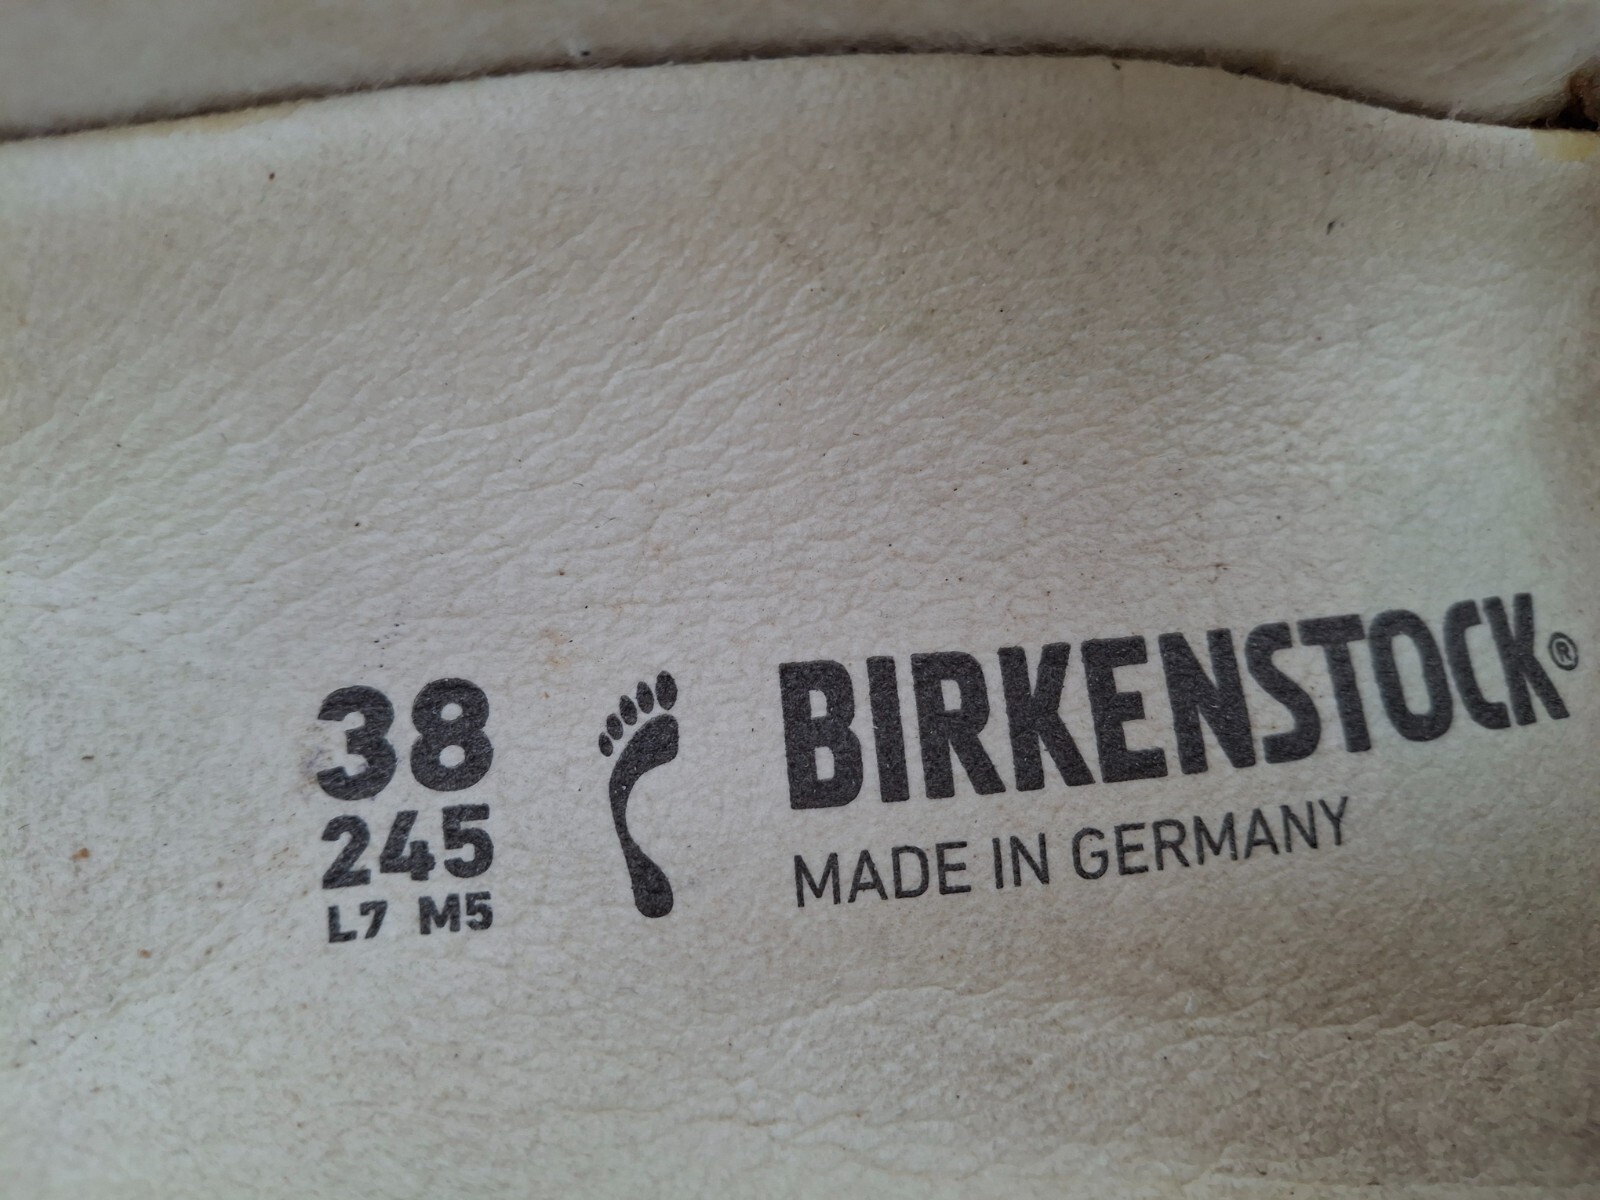 38
245
L7 M5
BIRKENSTOCK®
MADE IN GERMANY